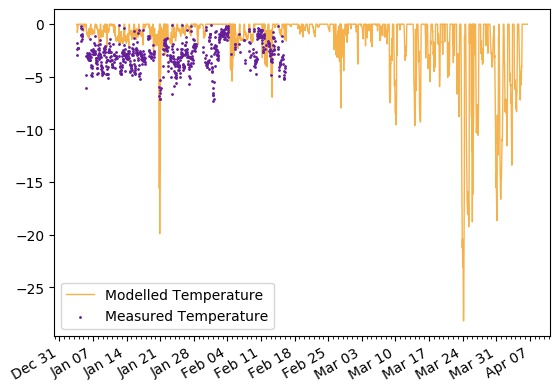 0
−5
−10
−15
−20
−25
Modelled Temperature
Measured Temperature
Dec 31
Jan 07
Jan 14
Jan 21
Jan 28
Feb 04
Feb 11
Feb 18
Feb 25
Mar 03
Mar 10
Mar 17
Mar 24
Mar 31
Apr 07